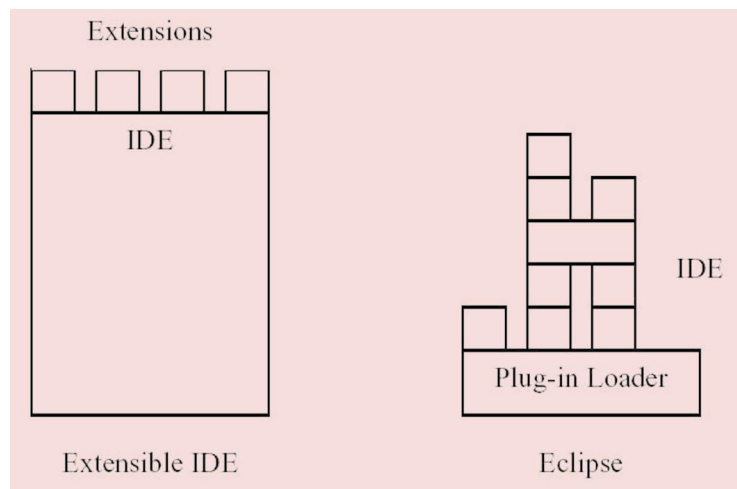 Extensions
IDE
Extensible IDE
IDE
Plug-in Loader
Eclipse